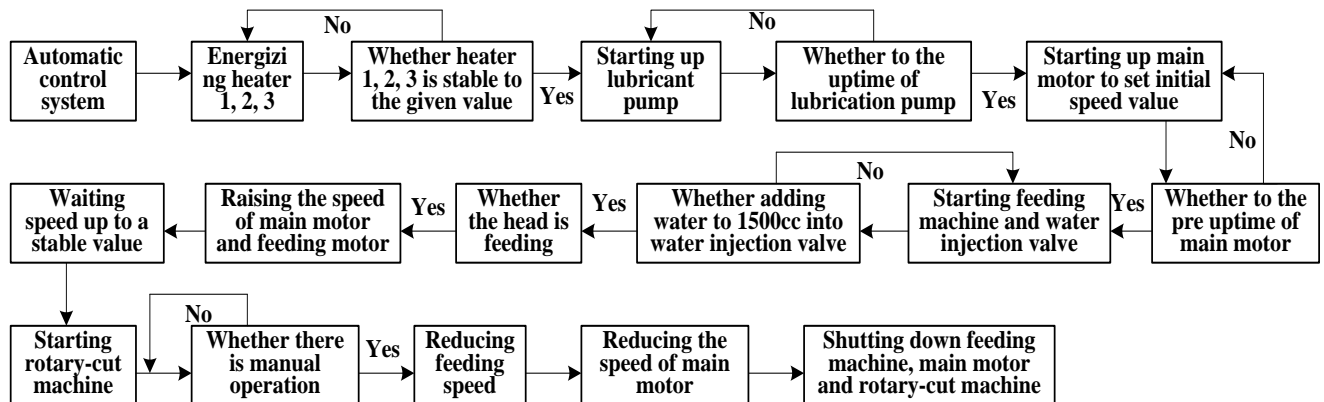 No
No
Automatic
control
system
Energizi
ng heater
1, 2, 3
Whether heater
1, 2, 3 is stable to
the given value
Yes
Starting up
lubricant
pump
Whether to the
uptime of
lubrication pump
Yes
Starting up main
motor to set initial
speed value
No
No
Waiting
speed up to a
stable value
Raising the speed
of main motor
and feeding motor
Yes
Whether
the head is
feeding
Yes
Whether adding
water to 1500cc into
water injection valve
Starting feeding
machine and water
injection valve
Yes
Whether to the
pre uptime of
main motor
No
Starting
rotary-cut
machine
Whether there
is manual
operation
Yes
Reducing
feeding
speed
Reducing the
speed of main
motor
Shutting down feeding
machine, main motor
and rotary-cut machine